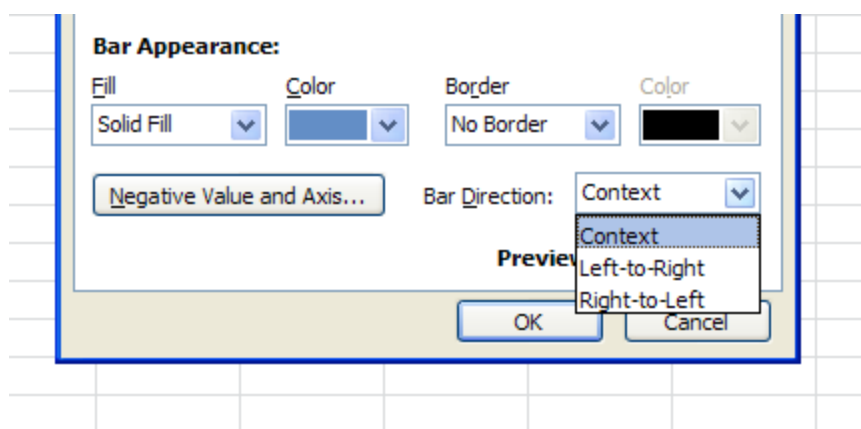 Bar Appearance:
Fill Color Border Color
Solid Fill No Border
Negative Value and Axis... Bar Direction: Context
Context
Left-to-Right
Right-to-Left
OK Cancel